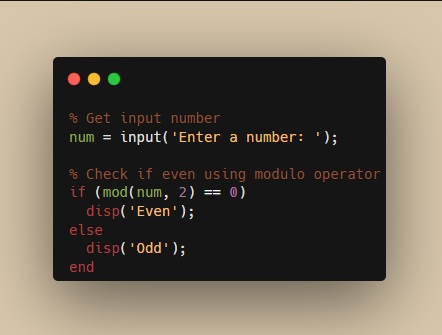 % Get input number
num = input('Enter a number: ');
% Check if even using modulo operator
if (mod(num, 2) == 0)
  disp('Even');
else
  disp('Odd');
end